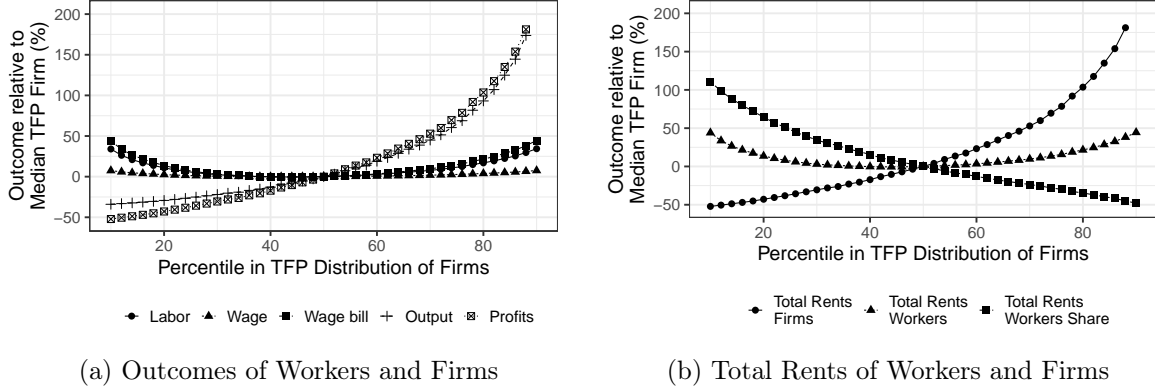 Outcome relative to
Median TFP Firm (%)
200
150
100
50
0
−50
20
40
60
80
Percentile in TFP Distribution of Firms
Labor
Wage
Wage bill
Output
Profits
(a) Outcomes of Workers and Firms
Outcome relative to
Median TFP Firm (%)
200
150
100
50
0
−50
20
40
60
80
Percentile in TFP Distribution of Firms
Total Rents
Firms
Total Rents
Workers
Total Rents
Workers Share
(b) Total Rents of Workers and Firms